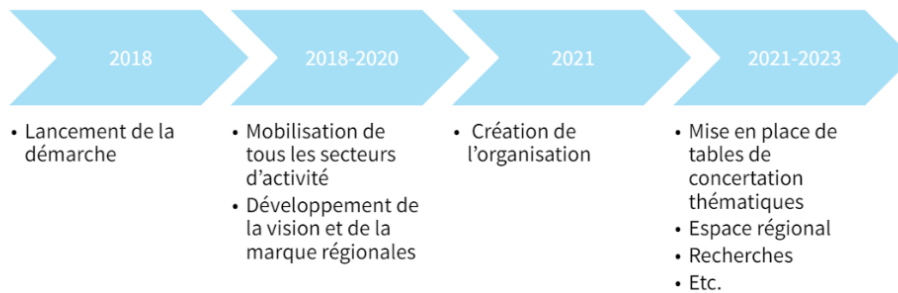 2018
• Lancement de la
démarche
2018-2020
• Mobilisation de
tous les secteurs
d'activité
• Développement de
la vision et de la
marque régionales
2021
• Création de
l'organisation
2021-2023
• Mise en place de
tables de
concertation
thématiques
• Espace régional
• Recherches
• Etc.